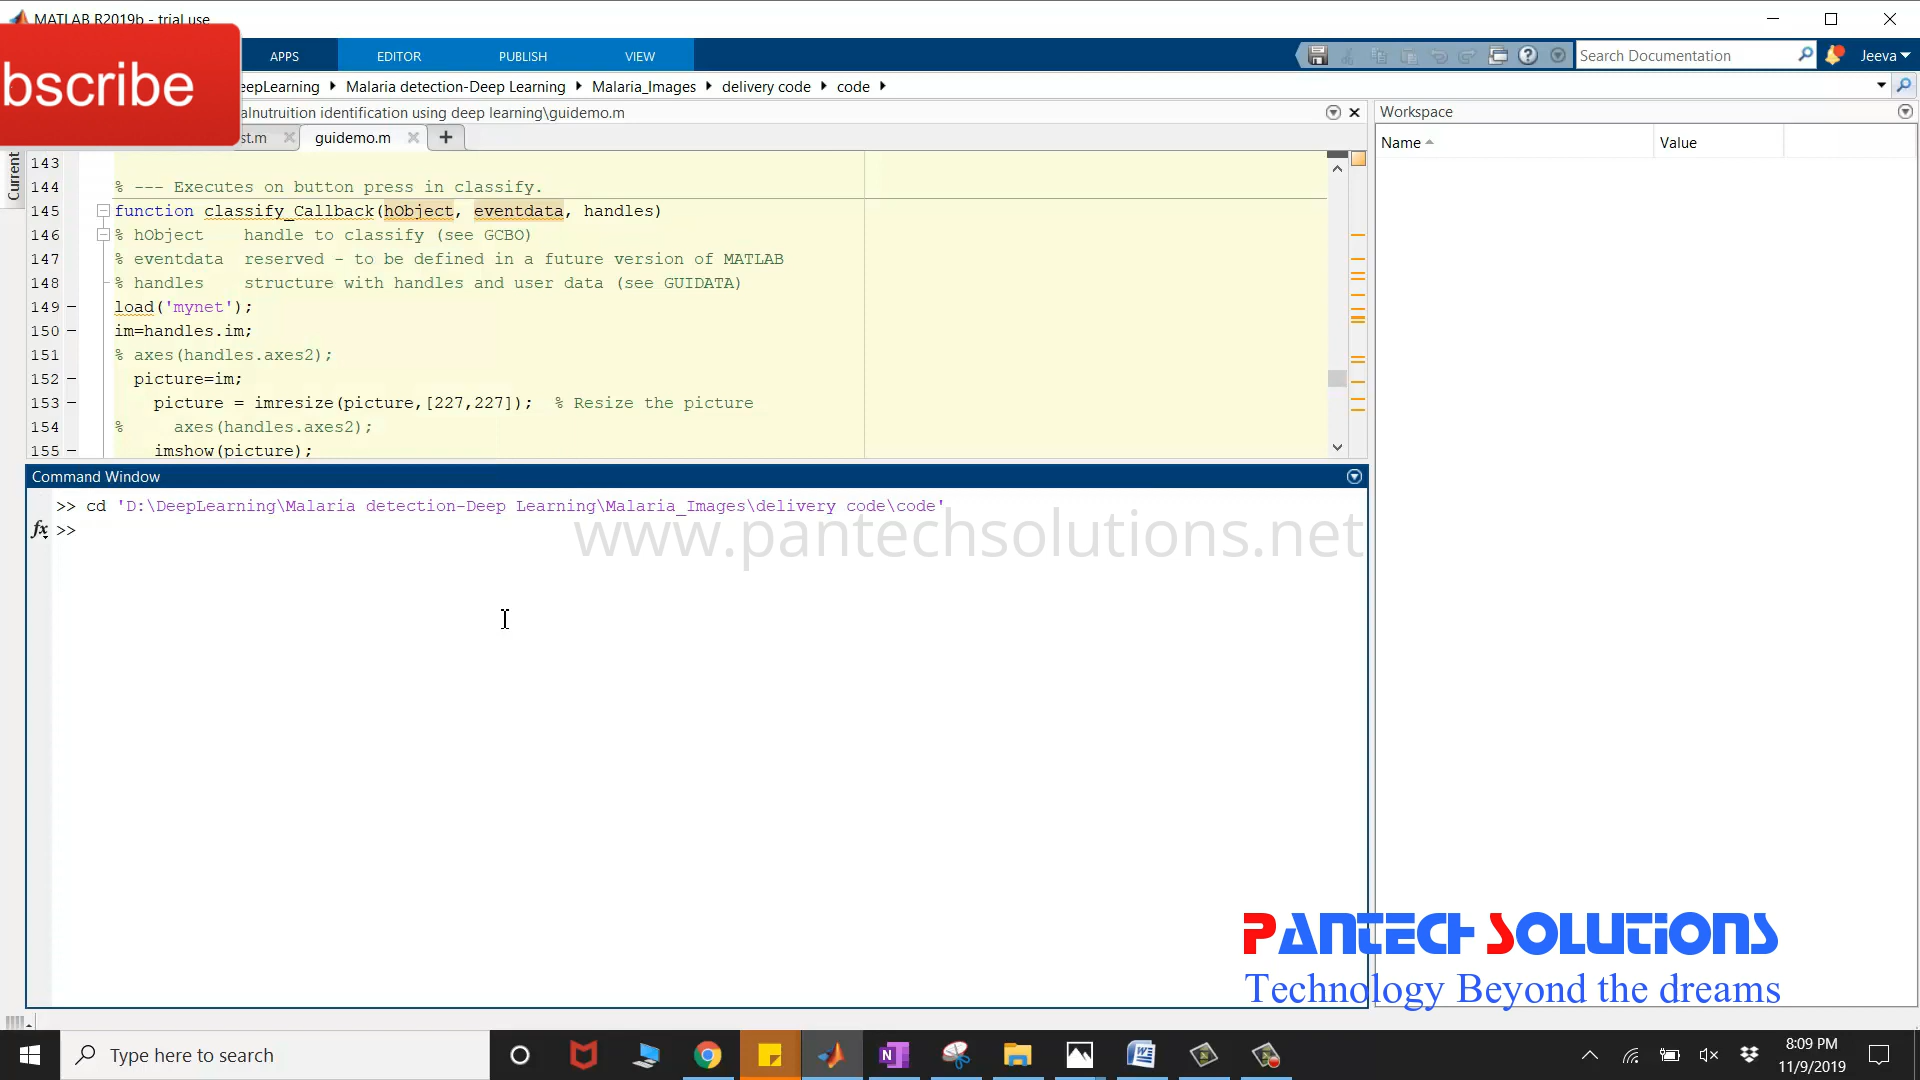 MATLAB R2019b - trial use
bscribe
APPS EDITOR PUBLISH VIEW
Search Documentation
Jeeva
eepLearning Malaria detection-Deep Learning Malaria_Images delivery code code
alnutruition identification using deep learning\guidemo.m
Workspace
st.m guidemo.m +
Name Value
Current
143
144 % --- Executes on button press in classify.
145 function classify_Callback(hObject, eventdata, handles)
146 % hObject    handle to classify (see GCBO)
147 % eventdata  reserved - to be defined in a future version of MATLAB
148 % handles    structure with handles and user data (see GUIDATA)
149 - load('mynet');
150 - im=handles.im;
151 % axes(handles.axes2);
152 - picture=im;
153 - picture = imresize(picture,[227,227]);  % Resize the picture
154 %     axes(handles.axes2);
155 - imshow(picture);
Command Window
>> cd 'D:\DeepLearning\Malaria detection-Deep Learning\Malaria_Images\delivery code\code'
fx >>
www.pantechsolutions.net
PANTECH SOLUTIONS
Technology Beyond the dreams
Type here to search
8:09 PM
11/9/2019